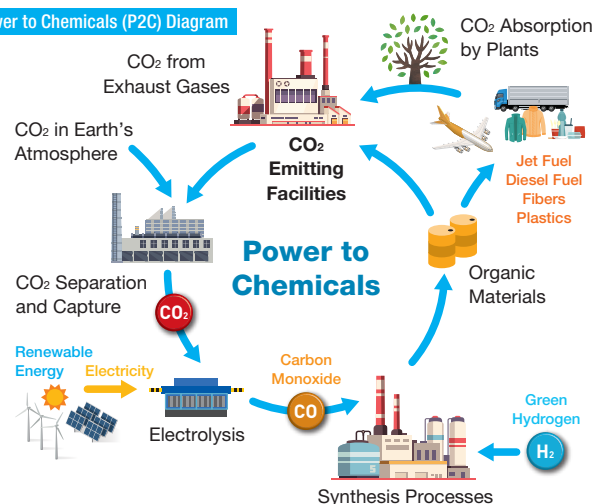 to Chemicals (P2C) Diagram
CO₂ Absorption
by Plants
CO₂ from
Exhaust Gases
CO₂ in Earth's
Atmosphere
CO₂
Emitting
Facilities
Jet Fuel
Diesel Fuel
Fibers
Plastics
Power to
Chemicals
Organic
Materials
CO₂ Separation
and Capture
CO₂
Renewable
Energy
Electricity
Carbon
Monoxide
CO
Electrolysis
Green
Hydrogen
H₂
S
Synthesis Processes